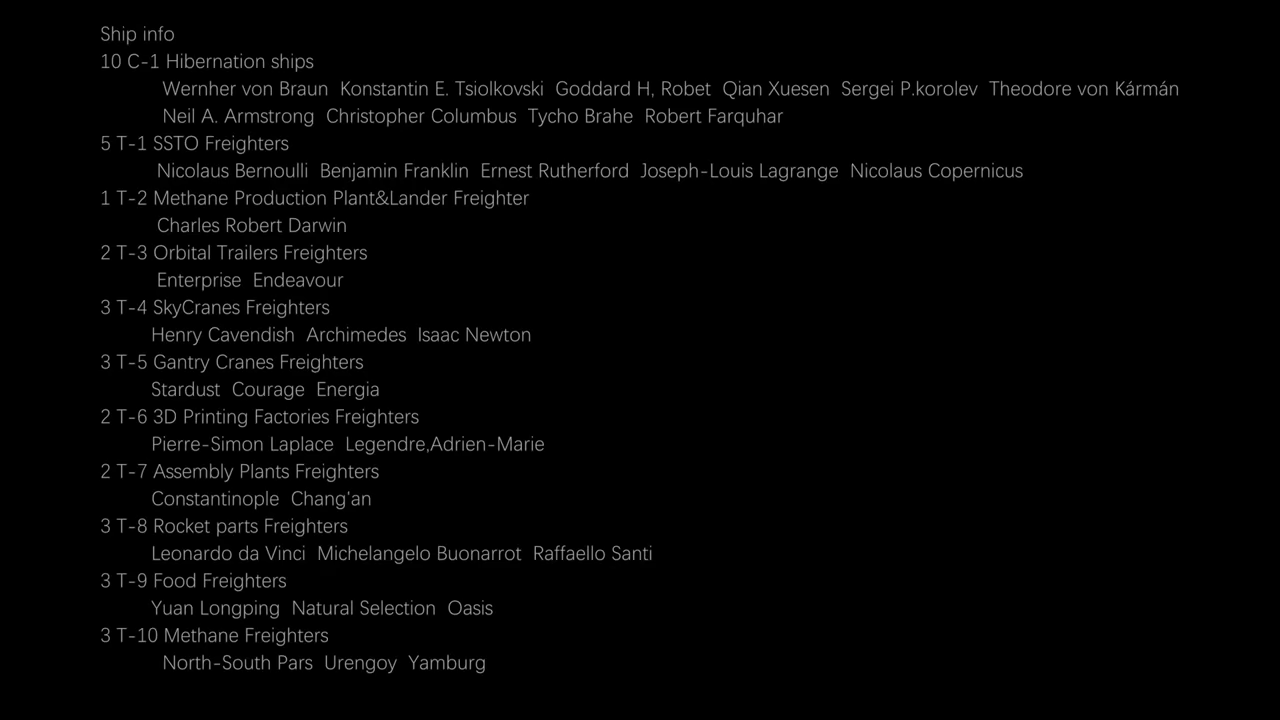 Ship info
10 C-1 Hibernation ships
Wernher von Braun  Konstantin E. Tsiolkovski  Goddard H, Robet  Qian Xuesen  Sergei P.korolev  Theodore von Kármán
Neil A. Armstrong  Christopher Columbus  Tycho Brahe  Robert Farquhar
5 T-1 SSTO Freighters
Nicolaus Bernoulli  Benjamin Franklin  Ernest Rutherford  Joseph-Louis Lagrange  Nicolaus Copernicus
1 T-2 Methane Production Plant&Lander Freighter
Charles Robert Darwin
2 T-3 Orbital Trailers Freighters
Enterprise  Endeavour
3 T-4 SkyCranes Freighters
Henry Cavendish  Archimedes  Isaac Newton
3 T-5 Gantry Cranes Freighters
Stardust  Courage  Energia
2 T-6 3D Printing Factories Freighters
Pierre-Simon Laplace  Legendre,Adrien-Marie
2 T-7 Assembly Plants Freighters
Constantinople  Chang'an
3 T-8 Rocket parts Freighters
Leonardo da Vinci  Michelangelo Buonarrot  Raffaello Santi
3 T-9 Food Freighters
Yuan Longping  Natural Selection  Oasis
3 T-10 Methane Freighters
North-South Pars  Urengoy  Yamburg